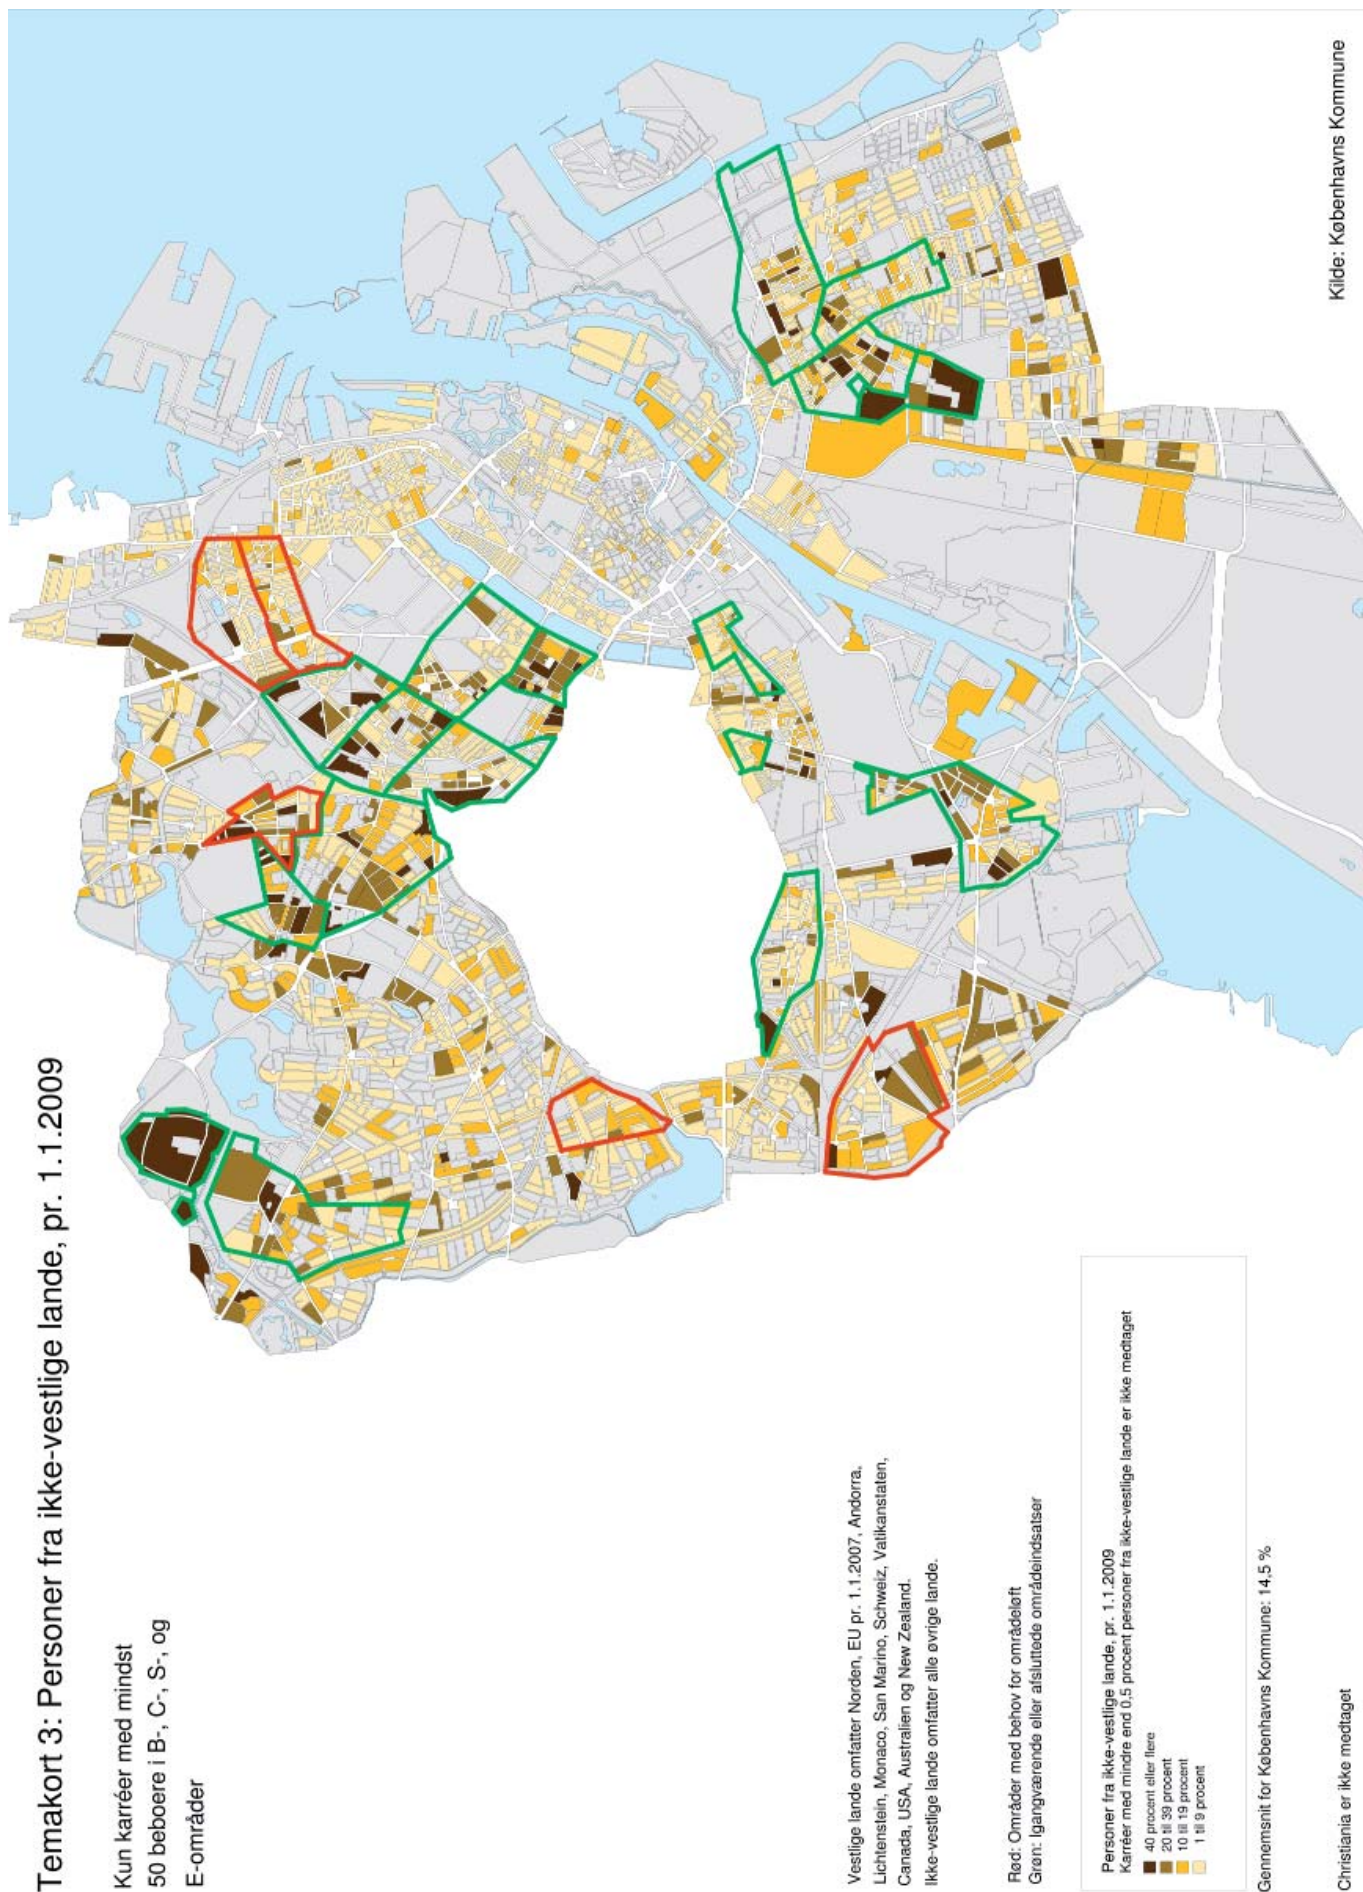 Temakort 3: Personer fra ikke-vestlige lande, pr. 1.1.2009
Kun karréer med mindst
50 beboere i B-, C-, S-, og
E-områder
Vestlige lande omfatter Norden, EU pr. 1.1.2007, Andorra,
Lichtenstein, Monaco, San Marino, Schweiz, Vatikanstaten,
Canada, USA, Australien og New Zealand.
Ikke-vestlige lande omfatter alle øvrige lande.
Rød: Områder med behov for områdeløft
Grøn: Igangværende eller afsluttede områdeindsatser
Personer fra ikke-vestlige lande, pr. 1.1.2009
Karréer med mindre end 0,5 procent personer fra ikke-vestlige lande er ikke medtaget
40 procent eller flere
20 til 39 procent
10 til 19 procent
1 til 9 procent
Gennemsnit for Københavns Kommune: 14,5 %
Christiania er ikke medtaget
Kilde: Københavns Kommune